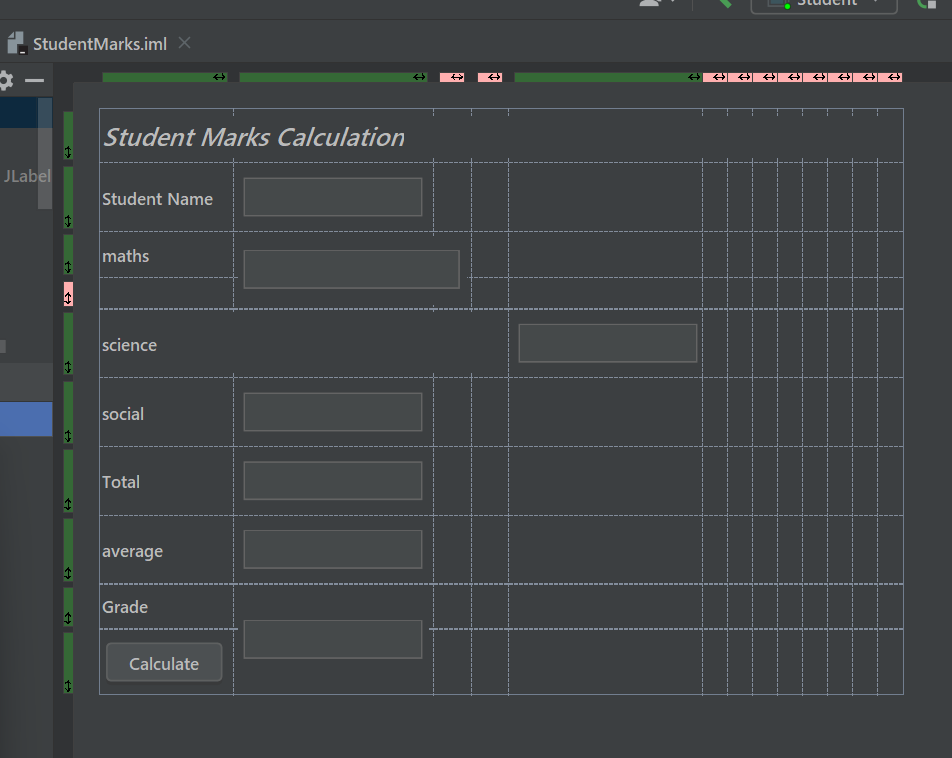 Student
StudentMarks.iml
JLabel
Student Marks Calculation
Student Name
maths
science
social
Total
average
Grade
Calculate